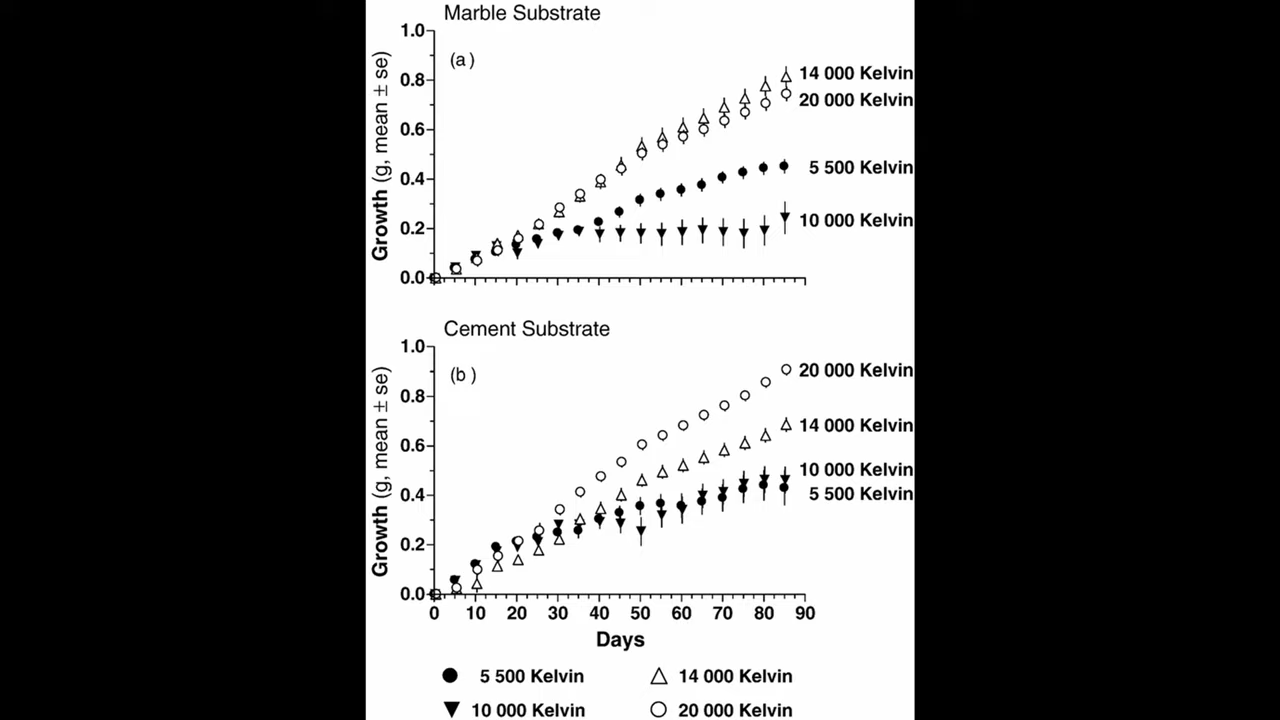 Marble Substrate
(a)
Growth (g, mean ± se)
1.0
0.8
0.6
0.4
0.2
0.0
14 000 Kelvin
20 000 Kelvin
5 500 Kelvin
10 000 Kelvin
Cement Substrate
(b)
Growth (g, mean ± se)
1.0
0.8
0.6
0.4
0.2
0.0
20 000 Kelvin
14 000 Kelvin
10 000 Kelvin
5 500 Kelvin
0 10 20 30 40 50 60 70 80 90
Days
5 500 Kelvin 14 000 Kelvin
10 000 Kelvin 20 000 Kelvin